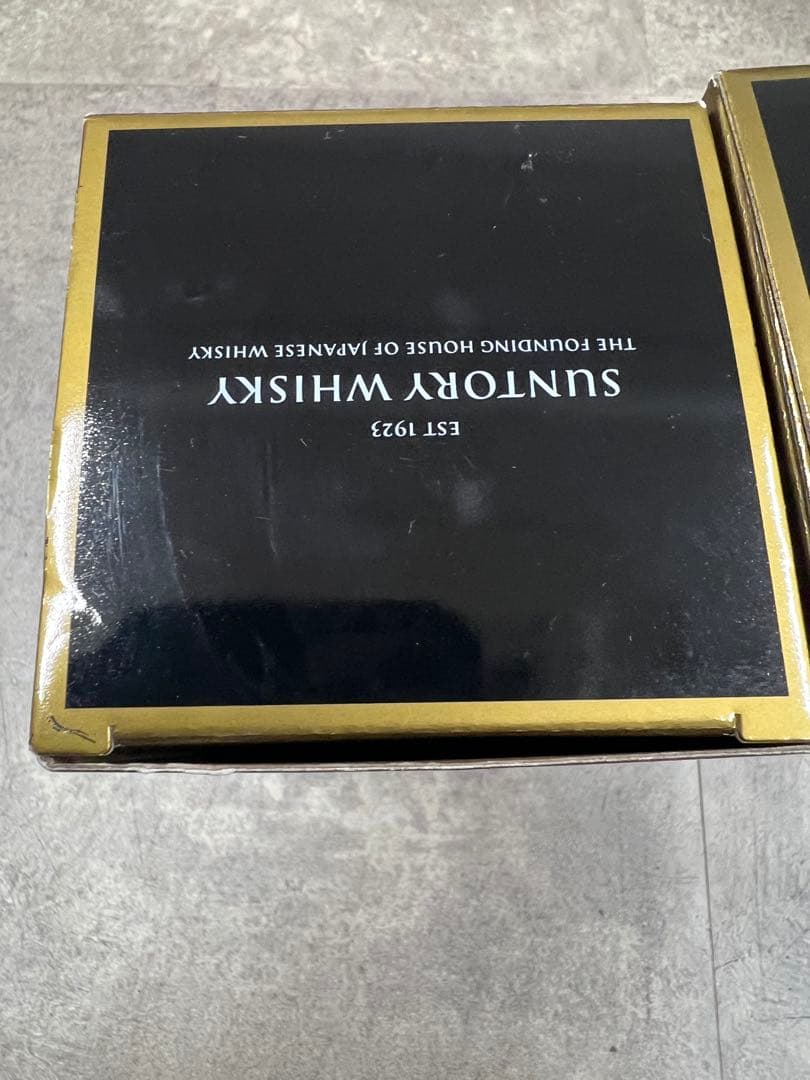 EST 1923
SUNTORY WHISKY
THE FOUNDING HOUSE OF JAPANESE WHISKY